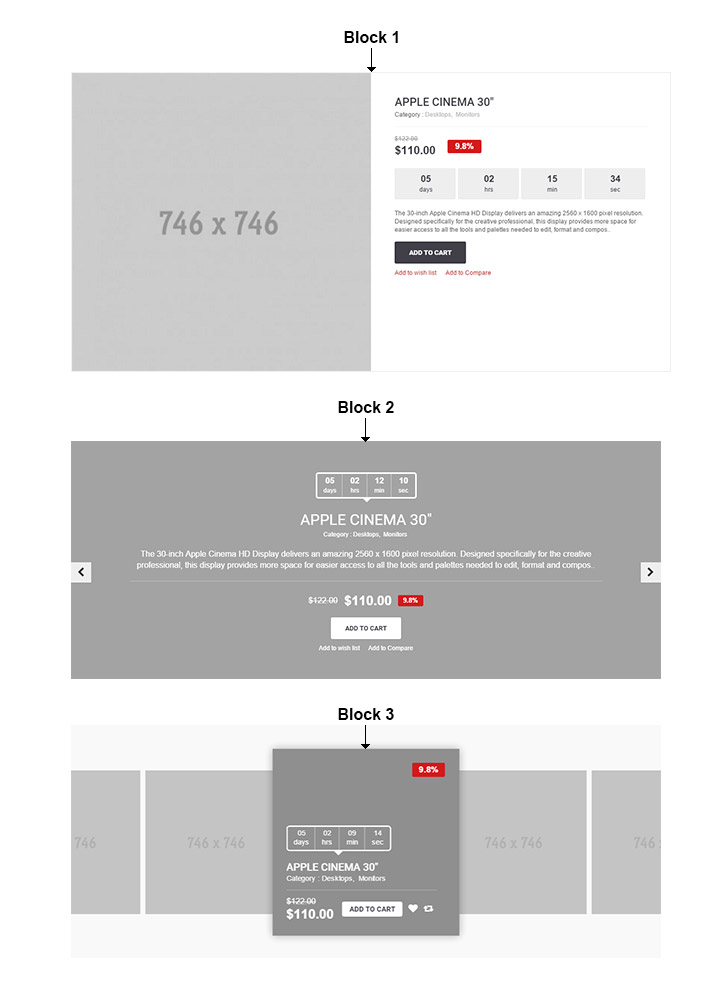 Block 1
746 x 746
APPLE CINEMA 30"
Category : Desktops, Monitors
$122.00
$110.00 9.8%
05 02 15 34
days hrs min sec
The 30-inch Apple Cinema HD Display delivers an amazing 2560 x 1600 pixel resolution.
Designed specifically for the creative professional, this display provides more space for
easier access to all the tools and palettes needed to edit, format and compos..
ADD TO CART
Add to wish list Add to Compare
Block 2
05 02 12 10
days hrs min sec
APPLE CINEMA 30"
Category : Desktops, Monitors
The 30-inch Apple Cinema HD Display delivers an amazing 2560 x 1600 pixel resolution. Designed specifically for the creative
professional, this display provides more space for easier access to all the tools and palettes needed to edit, format and compos..
$122.00 $110.00 9.8%
ADD TO CART
Add to wish list Add to Compare
Block 3
9.8%
746 746 x 746 746 x 746 746 x
05 02 09 14
days hrs min sec
APPLE CINEMA 30"
Category : Desktops, Monitors
$122.00
$110.00 ADD TO CART